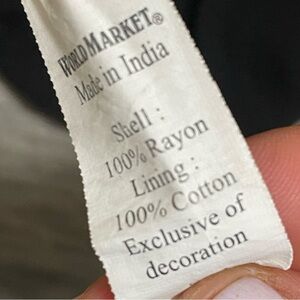 WORLD MARKET®
Made in India
Shell :
100% Rayon
Lining :
100% Cotton
Exclusive of
decoration